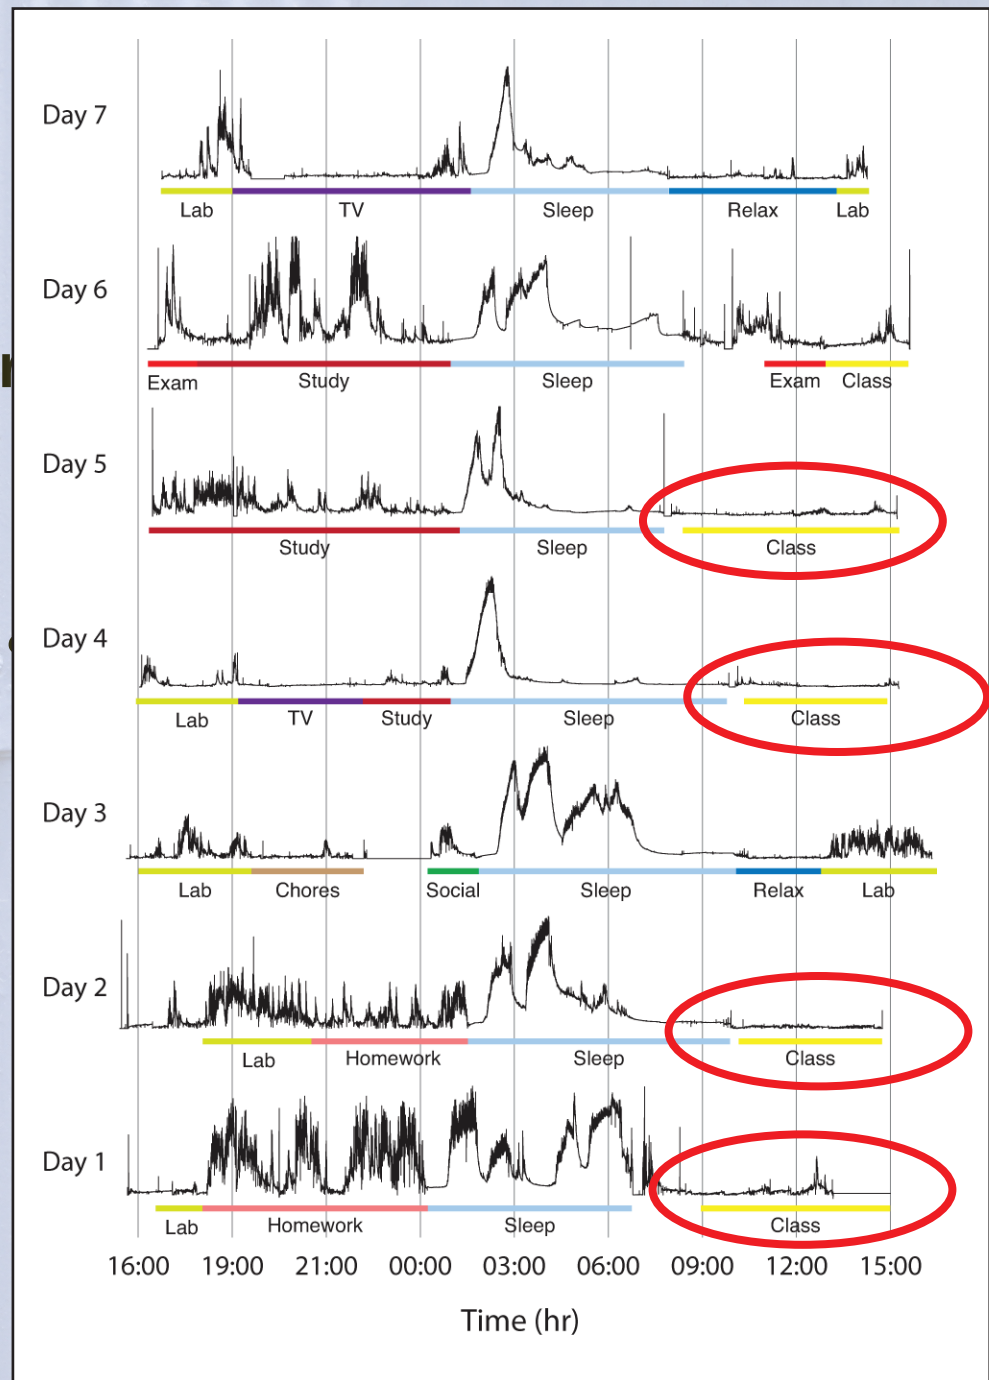 Day 7
Lab TV Sleep Relax Lab
Day 6
Exam Study Sleep Exam Class
Day 5
Study Sleep Class
Day 4
Lab TV Study Sleep Class
Day 3
Lab Chores Social Sleep Relax Lab
Day 2
Lab Homework Sleep Class
Day 1
Lab Homework Sleep Class
16:00 19:00 21:00 00:00 03:00 06:00 09:00 12:00 15:00
Time (hr)